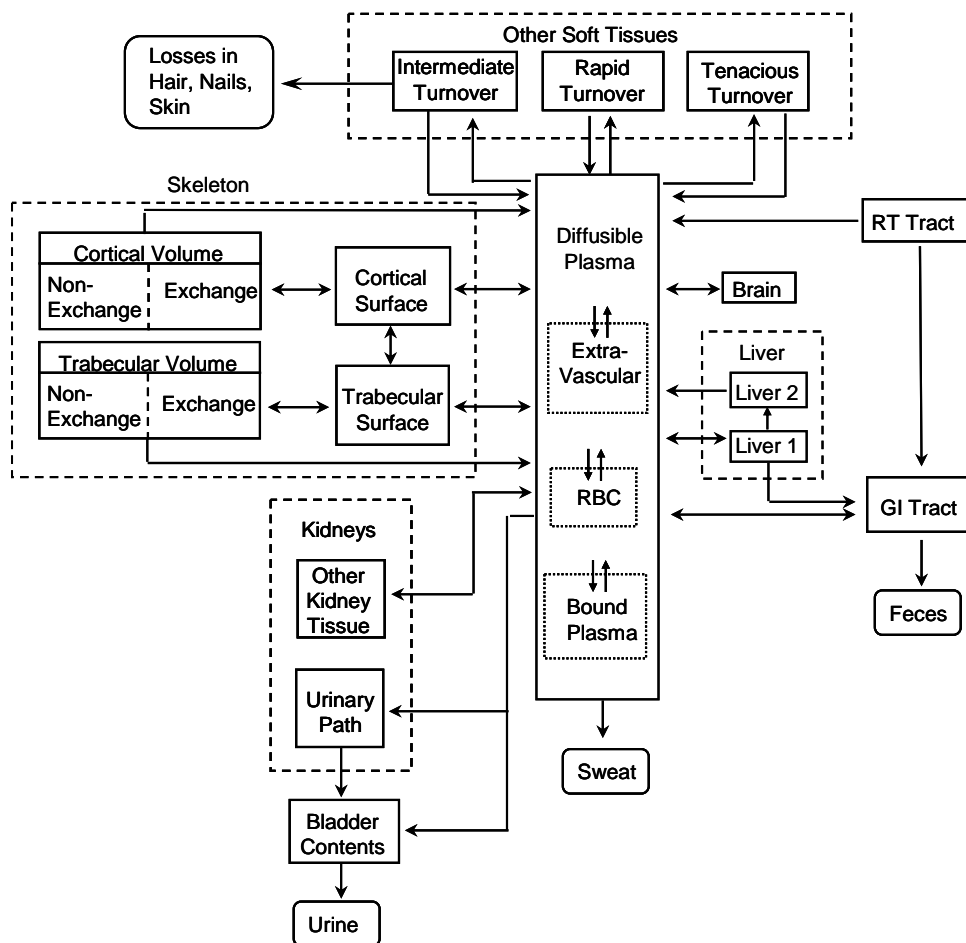 Other Soft Tissues
Losses in
Hair, Nails,
Skin
Intermediate
Turnover
Rapid
Turnover
Tenacious
Turnover
Skeleton
Cortical Volume
Non-
Exchange
Exchange
Cortical
Surface
Trabecular Volume
Non-
Exchange
Exchange
Trabecular
Surface
Diffusible
Plasma
Extra-
Vascular
RBC
Bound
Plasma
RT Tract
Brain
Liver
Liver 2
Liver 1
GI Tract
Feces
Kidneys
Other
Kidney
Tissue
Urinary
Path
Sweat
Bladder
Contents
Urine